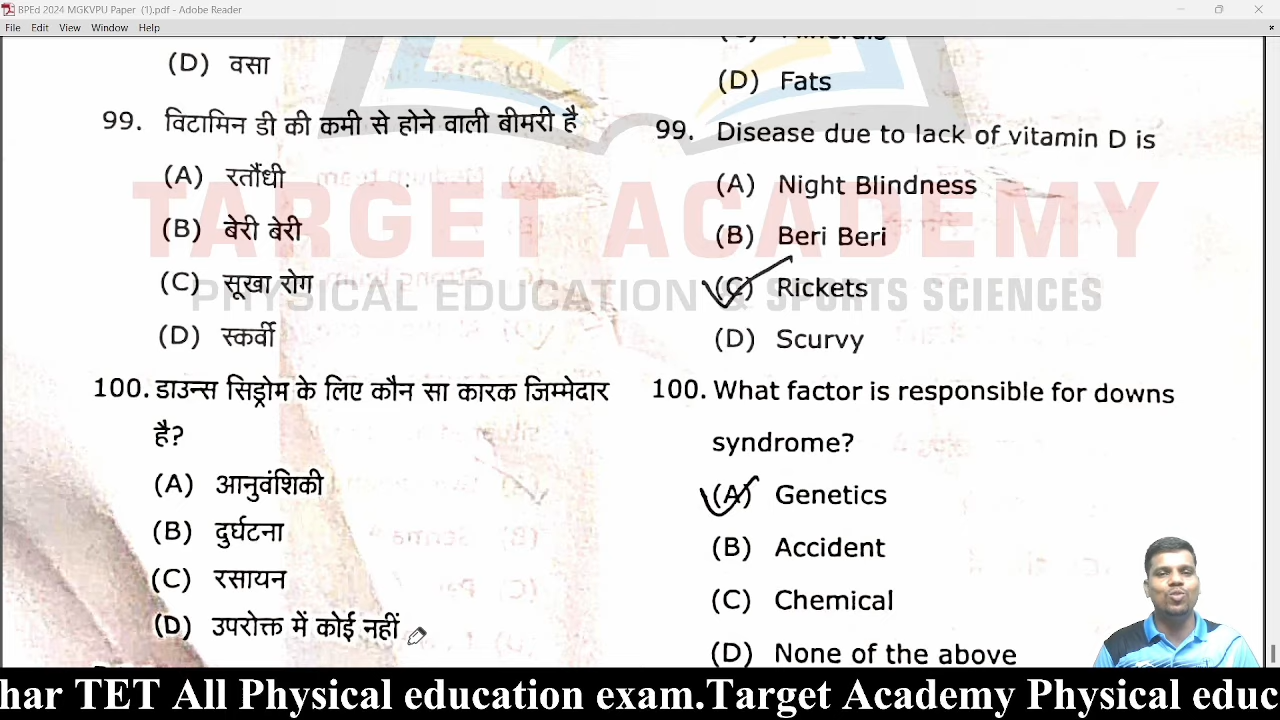 BPEd 2024 MGKVPU Paper (1).pdf - Adobe Reader
File Edit View Window Help
(D) वसा
99. विटामिन डी की कमी से होने वाली बीमरी है
(A) रतौंधी
(B) बेरी बेरी
(C) सूखा रोग
(D) स्कर्वी
100. डाउन्स सिड्रोम के लिए कौन सा कारक जिम्मेदार
है?
(A) आनुवंशिकी
(B) दुर्घटना
(C) रसायन
(D) उपरोक्त में कोई नहीं
(D) Fats
99. Disease due to lack of vitamin D is
(A) Night Blindness
(B) Beri Beri
(C) Rickets
(D) Scurvy
100. What factor is responsible for downs
syndrome?
(A) Genetics
(B) Accident
(C) Chemical
(D) None of the above
TARGET ACADEMY
PHYSICAL EDUCATION & SPORTS SCIENCES
har TET All Physical education exam.Target Academy Physical educ